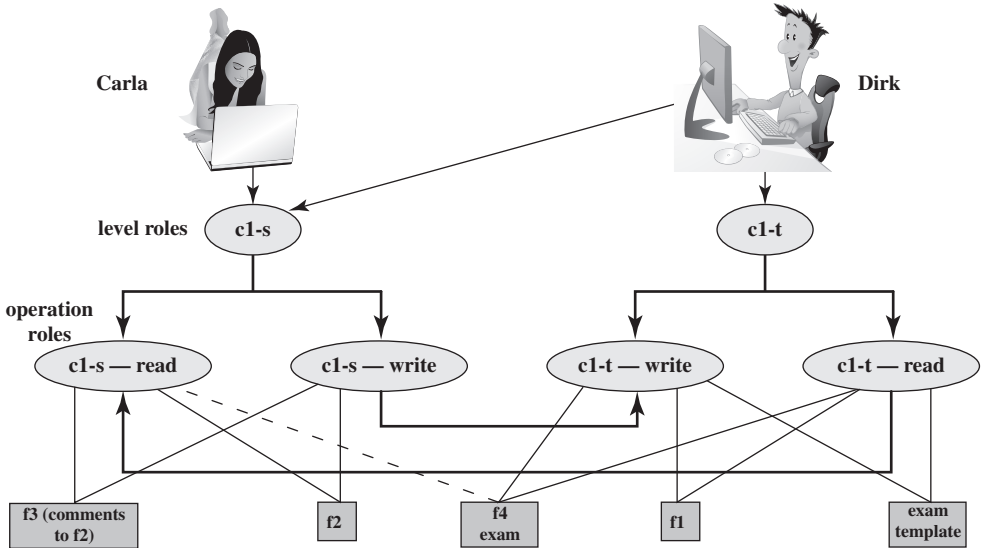 Carla
Dirk
level roles
c1-s
c1-t
operation
roles
c1-s — read
c1-s — write
c1-t — write
c1-t — read
f3 (comments
to f2)
f2
f4
exam
f1
exam
template